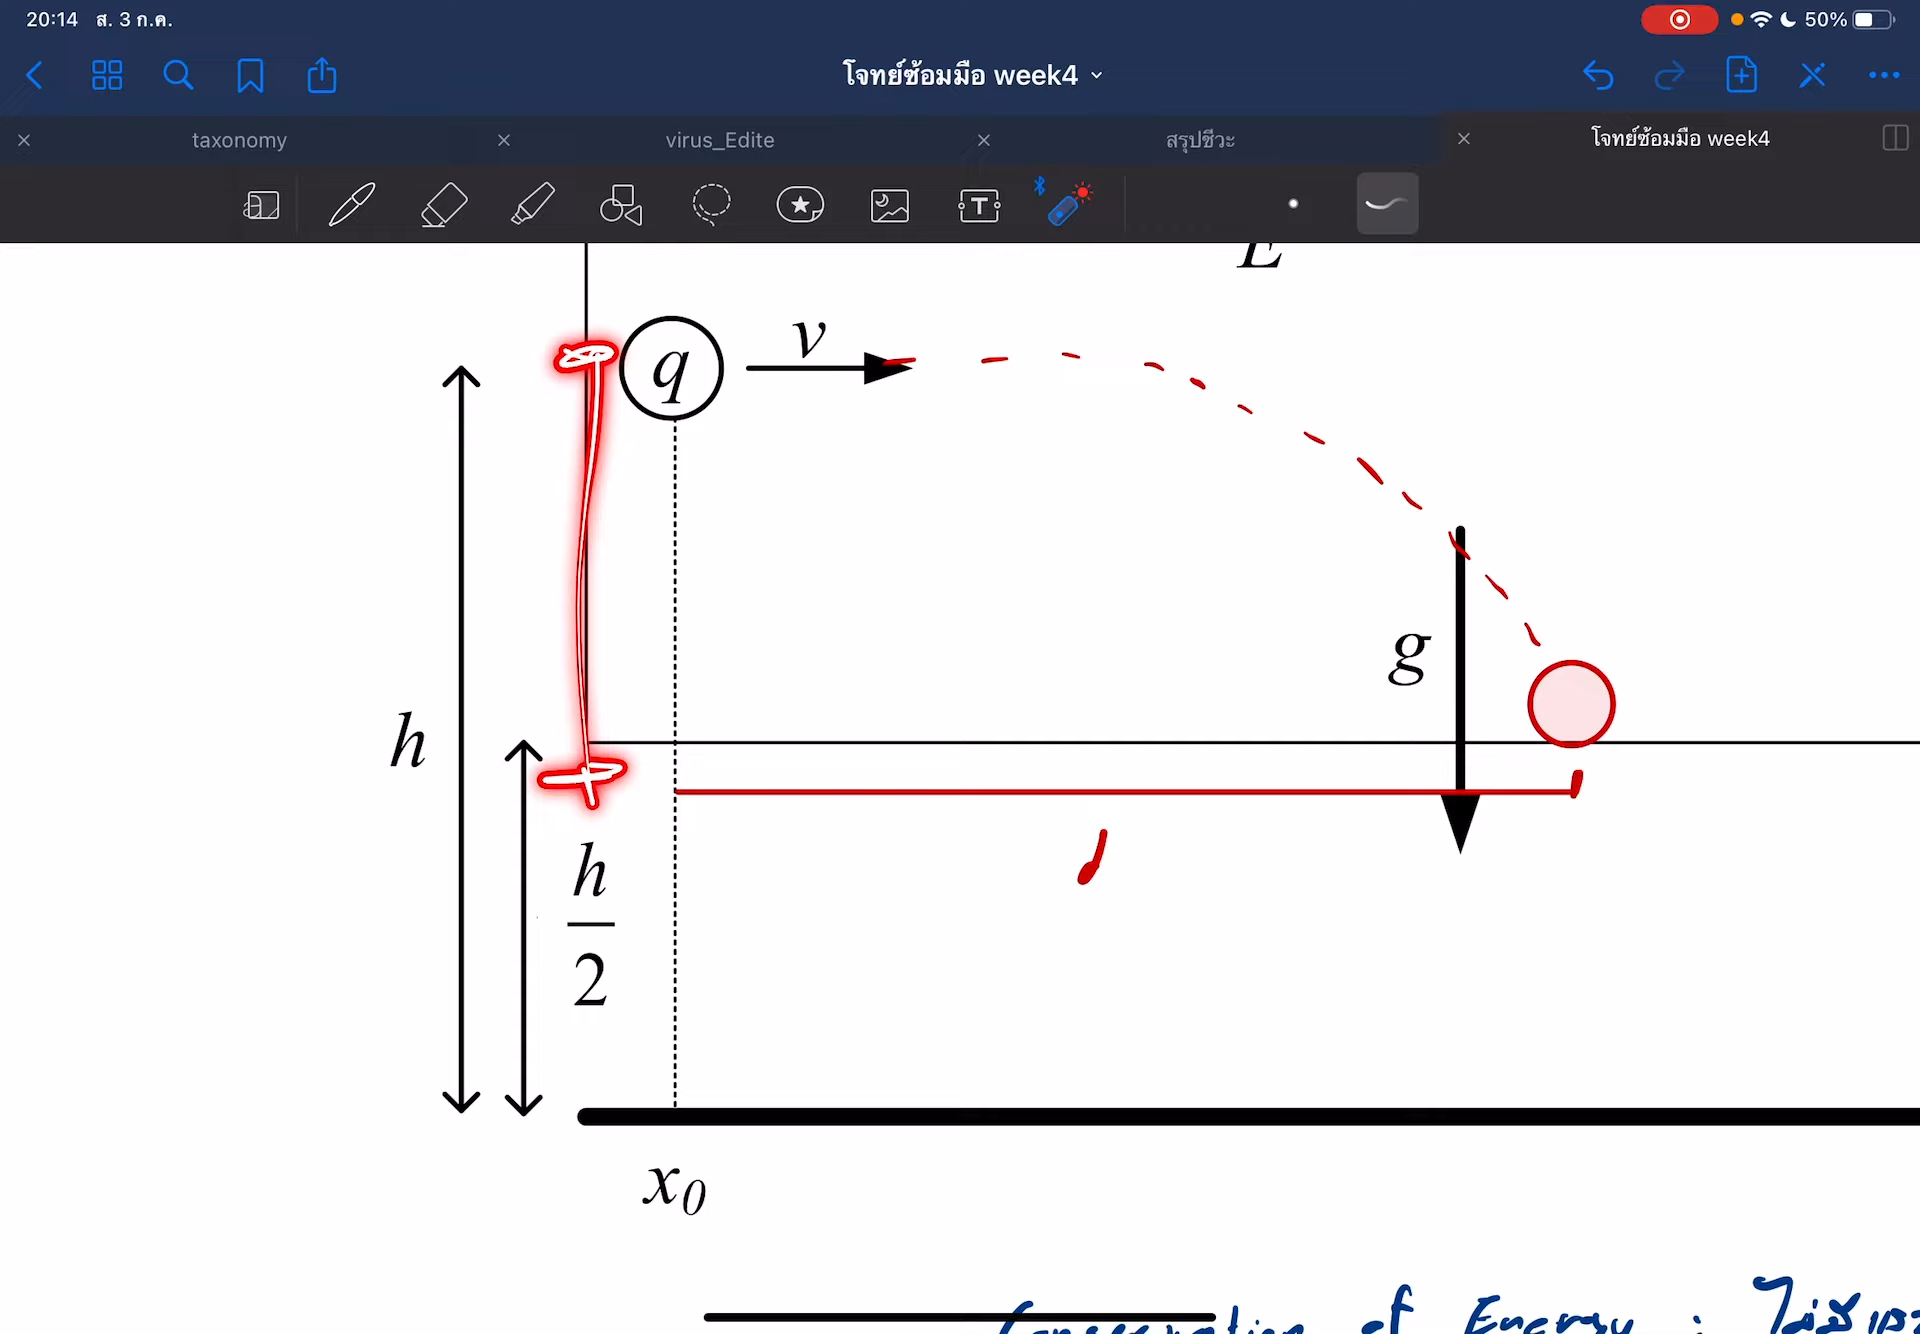 20:14 ส. 3 ก.ค. 50%
โจทย์ซ้อมมือ week4
taxonomy virus_Edite สรุปชีวะ โจทย์ซ้อมมือ week4
E
q v
g
h
h
2
x0
Conservation of Energy :